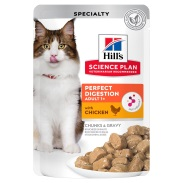 SPECIALTY
Hill's
SCIENCE PLAN
PERFECT
DIGESTION
ADULT 1+
with
CHICKEN
CHUNKS & GRAVY